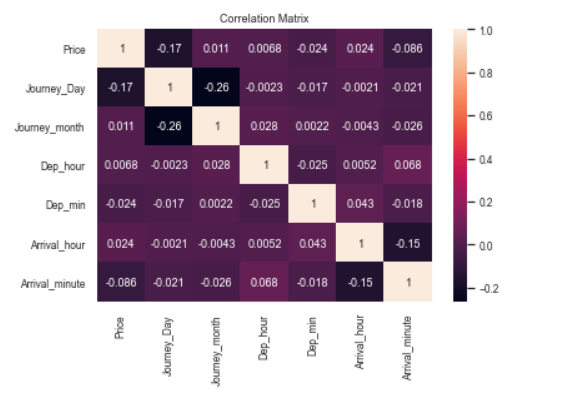 Correlation Matrix
Price 1 -0.17 0.011 0.0068 -0.024 0.024 -0.086
Journey_Day -0.17 1 -0.26 -0.0023 -0.017 -0.0021 -0.021
Journey_month 0.011 -0.26 1 0.028 0.0022 -0.0043 -0.026
Dep_hour 0.0068 -0.0023 0.028 1 -0.025 0.0052 0.068
Dep_min -0.024 -0.017 0.0022 -0.025 1 0.043 -0.018
Arrival_hour 0.024 -0.0021 -0.0043 0.0052 0.043 1 -0.15
Arrival_minute -0.086 -0.021 -0.026 0.068 -0.018 -0.15 1
Price
Journey_Day
Journey_month
Dep_hour
Dep_min
Arrival_hour
Arrival_minute
1.0
0.8
0.6
0.4
0.2
0.0
-0.2